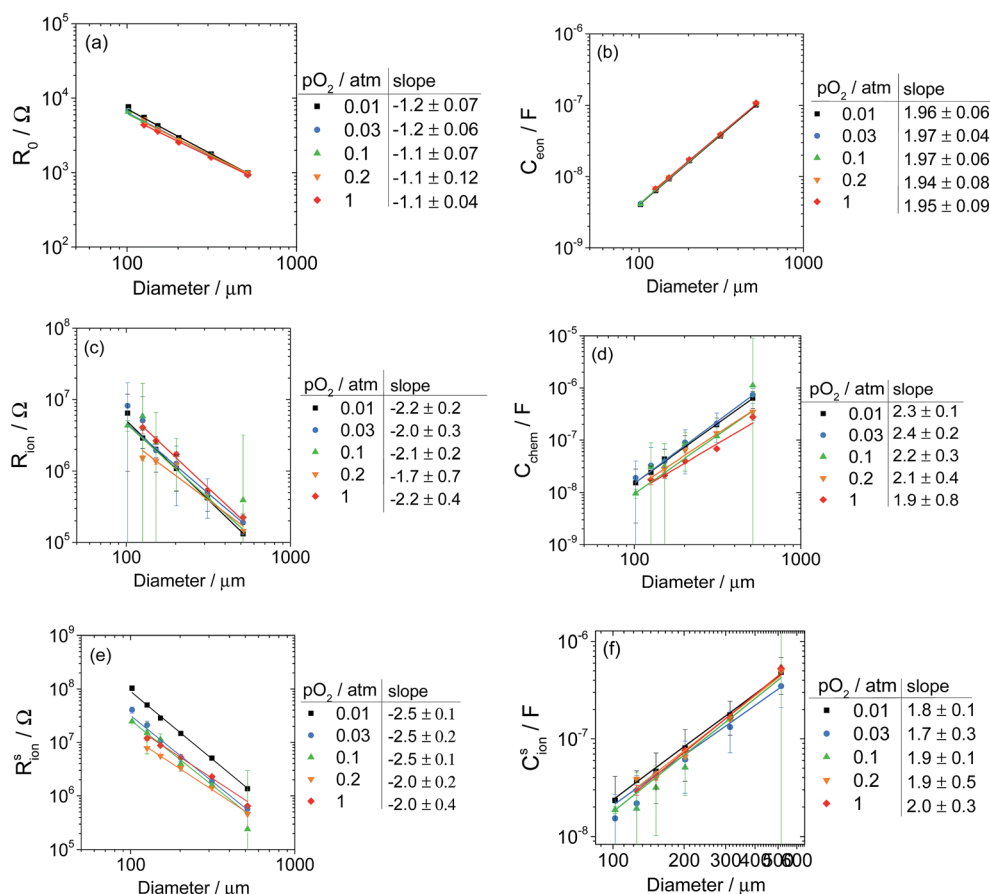 (a)
R0 / Ω
10^5
10^4
10^3
10^2
100 1000
Diameter / μm
pO2 / atm slope
0.01 -1.2 ± 0.07
0.03 -1.2 ± 0.06
0.1 -1.1 ± 0.07
0.2 -1.1 ± 0.12
1 -1.1 ± 0.04
(b)
Ceon / F
10^-6
10^-7
10^-8
10^-9
100 1000
Diameter / μm
pO2 / atm slope
0.01 1.96 ± 0.06
0.03 1.97 ± 0.04
0.1 1.97 ± 0.06
0.2 1.94 ± 0.08
1 1.95 ± 0.09
(c)
Rion / Ω
10^8
10^7
10^6
10^5
100 1000
Diameter / μm
pO2 / atm slope
0.01 -2.2 ± 0.2
0.03 -2.0 ± 0.3
0.1 -2.1 ± 0.2
0.2 -1.7 ± 0.7
1 -2.2 ± 0.4
(d)
Cchem / F
10^-5
10^-6
10^-7
10^-8
10^-9
100 1000
Diameter / μm
pO2 / atm slope
0.01 2.3 ± 0.1
0.03 2.4 ± 0.2
0.1 2.2 ± 0.3
0.2 2.1 ± 0.4
1 1.9 ± 0.8
(e)
R^s_ion / Ω
10^9
10^8
10^7
10^6
10^5
100 1000
Diameter / μm
pO2 / atm slope
0.01 -2.5 ± 0.1
0.03 -2.5 ± 0.2
0.1 -2.5 ± 0.1
0.2 -2.0 ± 0.2
1 -2.0 ± 0.4
(f)
C^s_ion / F
10^-6
10^-7
10^-8
100 200 300 400 500 600
Diameter / μm
pO2 / atm slope
0.01 1.8 ± 0.1
0.03 1.7 ± 0.3
0.1 1.9 ± 0.1
0.2 1.9 ± 0.5
1 2.0 ± 0.3